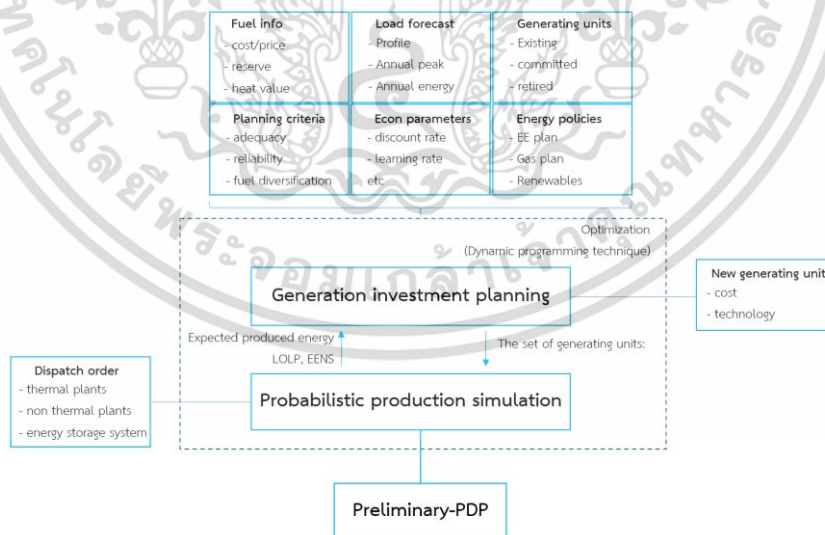 Fuel info
- cost/price
- reserve
- heat value
Load forecast
- Profile
- Annual peak
- Annual energy
Generating units
- Existing
- committed
- retired
Planning criteria
- adequacy
- reliability
- fuel diversification
Econ parameters
- discount rate
- learning rate
etc
Energy policies
- EE plan
- Gas plan
- Renewables
Optimization
(Dynamic programming technique)
Generation investment planning
New generating unit
- cost
- technology
Expected produced energy
LOLP, EENS
The set of generating units:
Dispatch order
- thermal plants
- non thermal plants
- energy storage system
Probabilistic production simulation
Preliminary-PDP